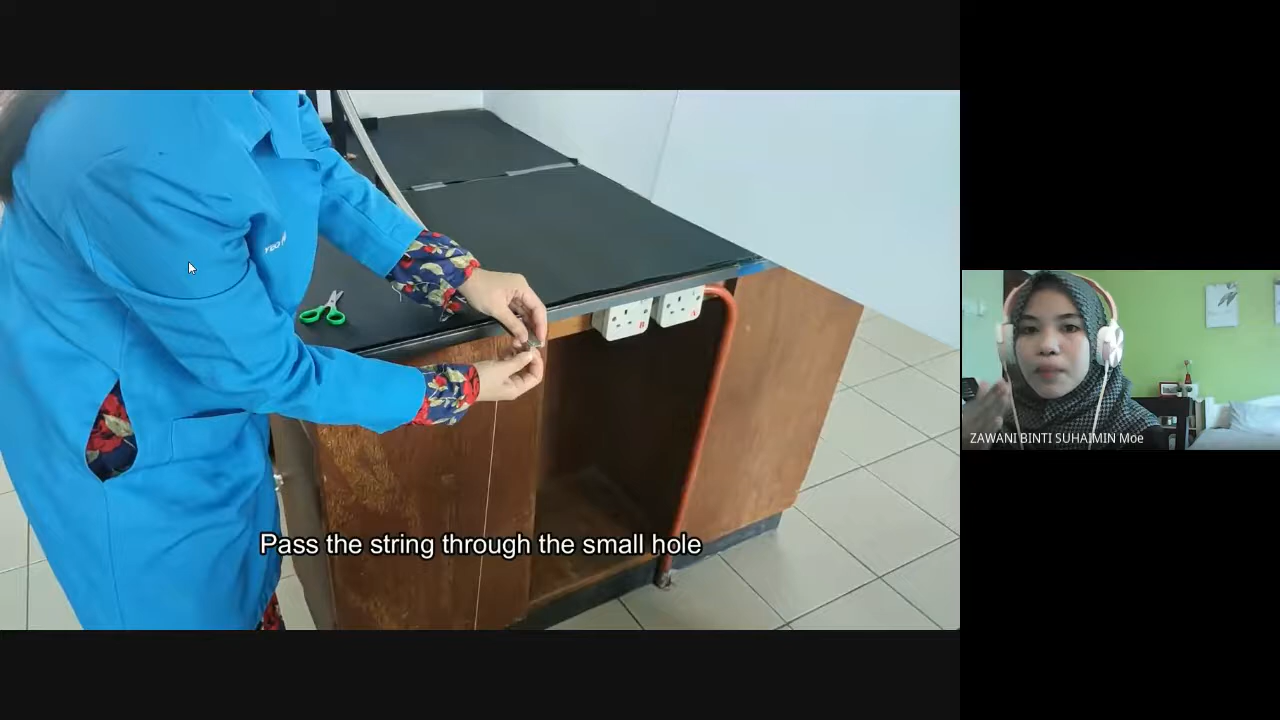 Pass the string through the small hole
ZAWANI BINTI SUHAIMIN Moe
B
A